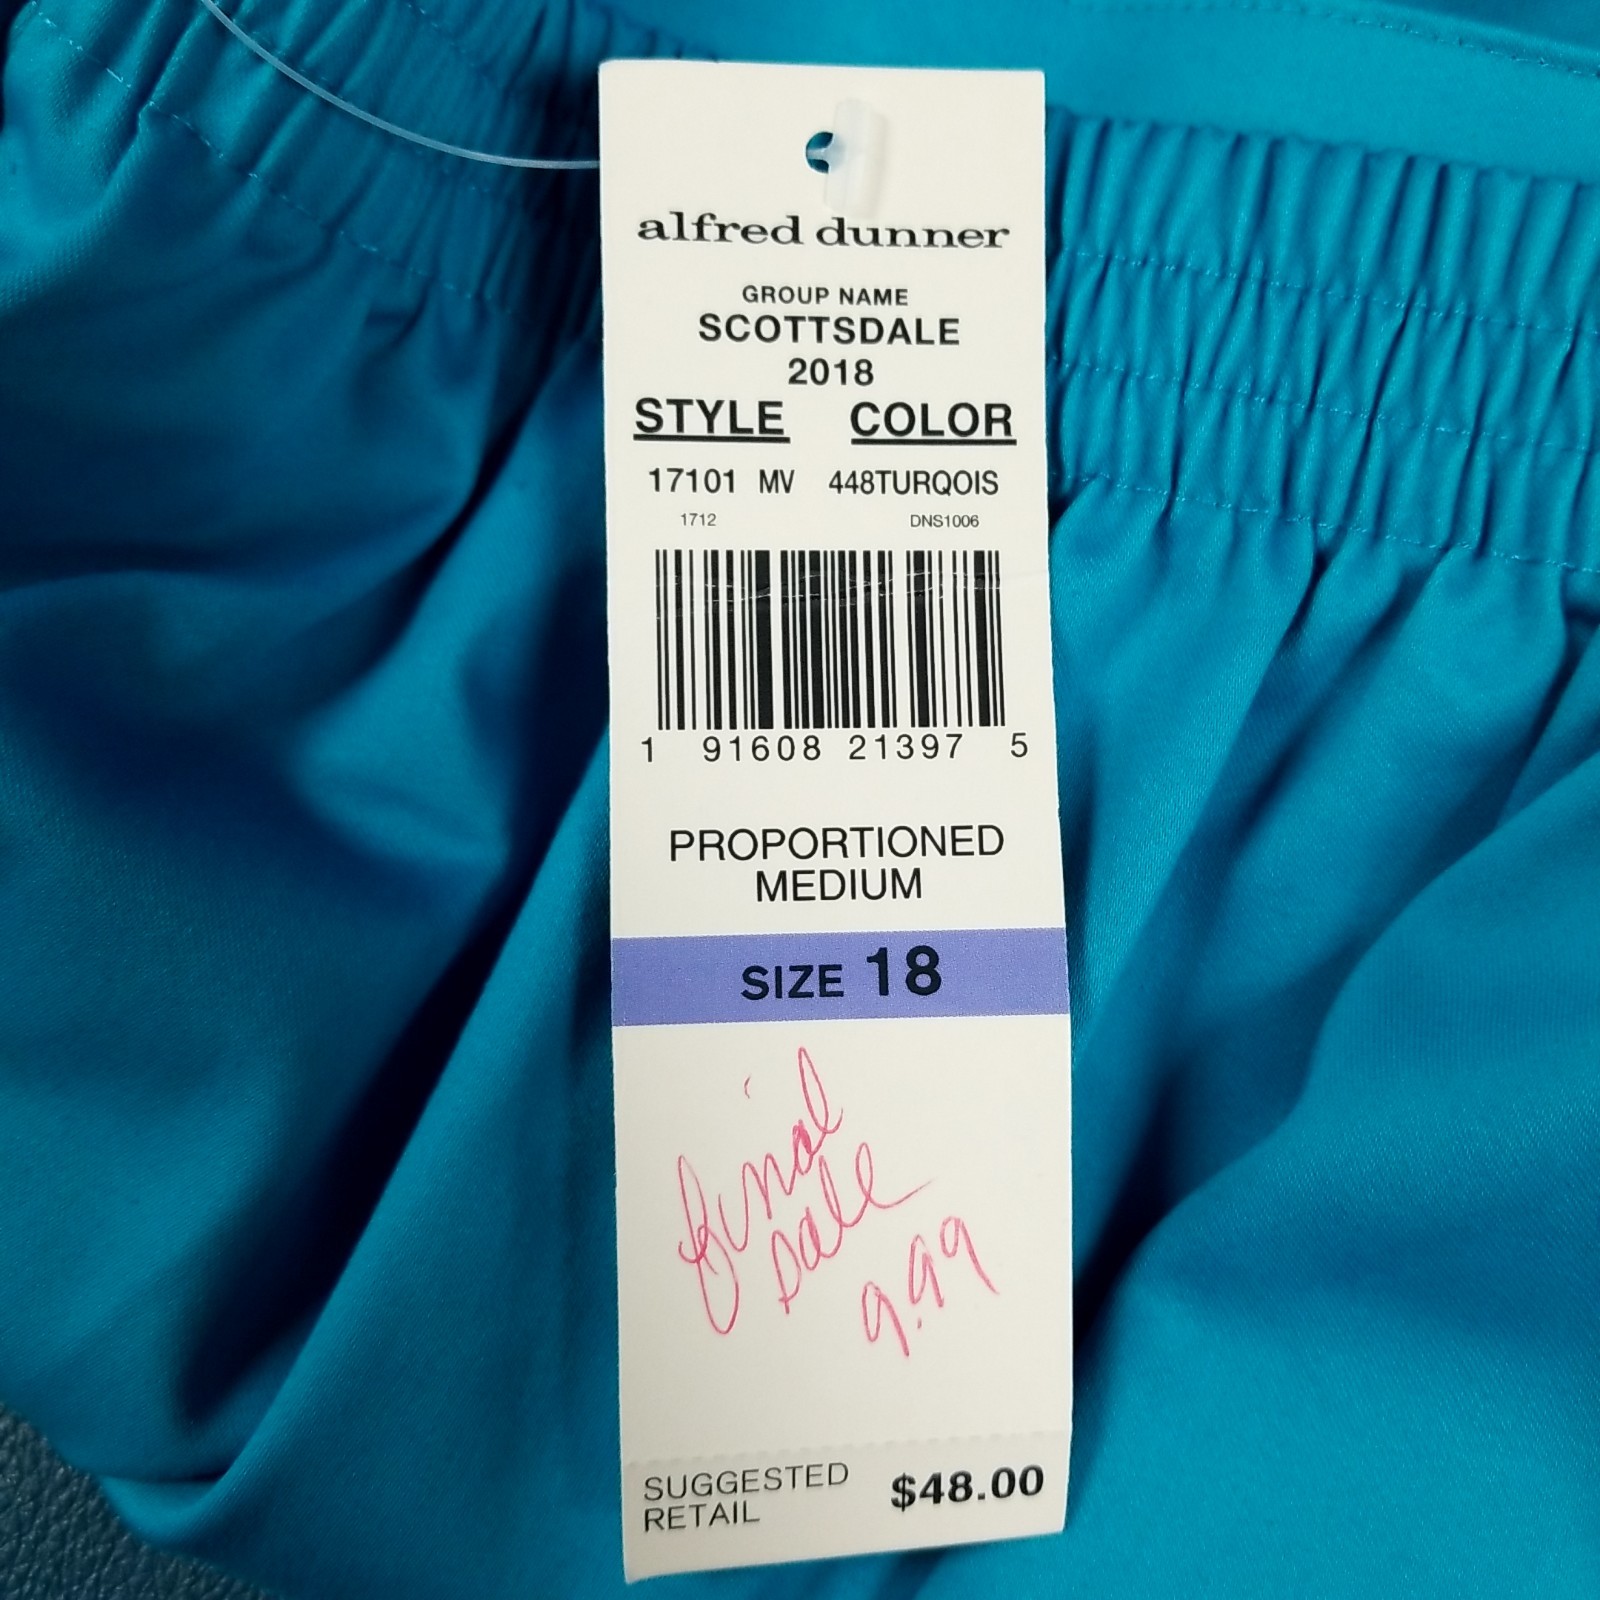 alfred dunner
GROUP NAME
SCOTTSDALE
2018
STYLE COLOR
17101 MV 448TURQOIS
1712 DNS1006
1 91608 21397 5
PROPORTIONED
MEDIUM
SIZE 18
final
sale
9.99
SUGGESTED
RETAIL $48.00